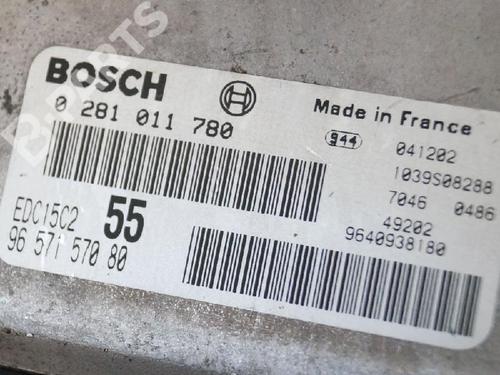 BOSCH
0 281 011 780
Made in France
944
041202
1039S08288
7046 0486
49202
9640938180
EDC15C2
55
96 571 570 80
B-PARTS